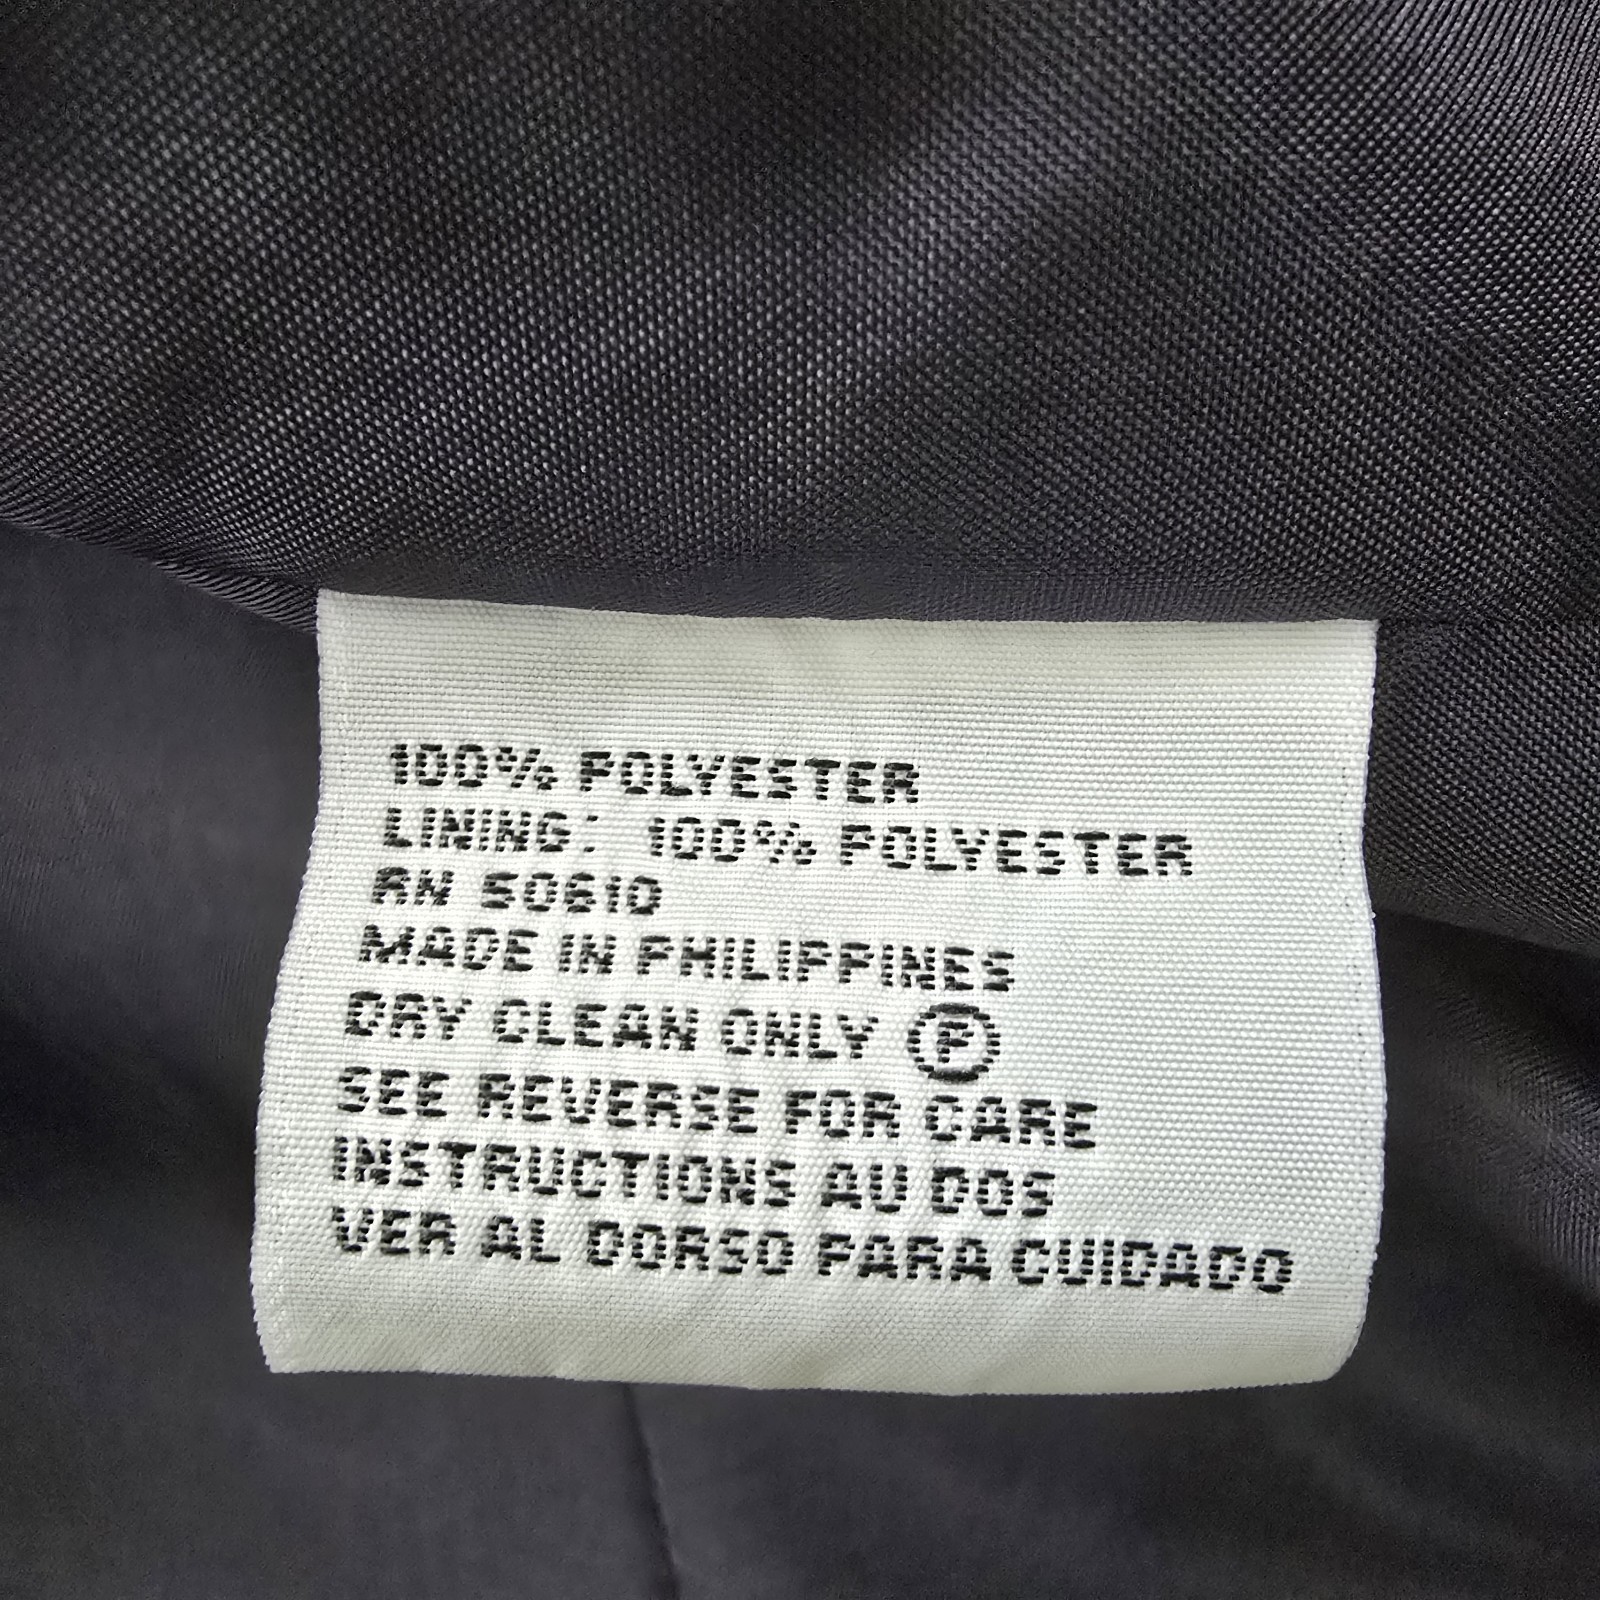 100% POLYESTER
LINING: 100% POLYESTER
RN 50610
MADE IN PHILIPPINES
DRY CLEAN ONLY Ⓟ
SEE REVERSE FOR CARE
INSTRUCTIONS AU DOS
VER AL DORSO PARA CUIDADO